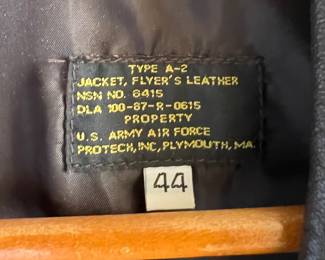 TYPE A-2
JACKET, FLYER'S LEATHER
NSN NO. 8415
DLA 100-87-R-0615
PROPERTY
U.S. ARMY AIR FORCE
PROTECH, INC, PLYMOUTH, MA.
44